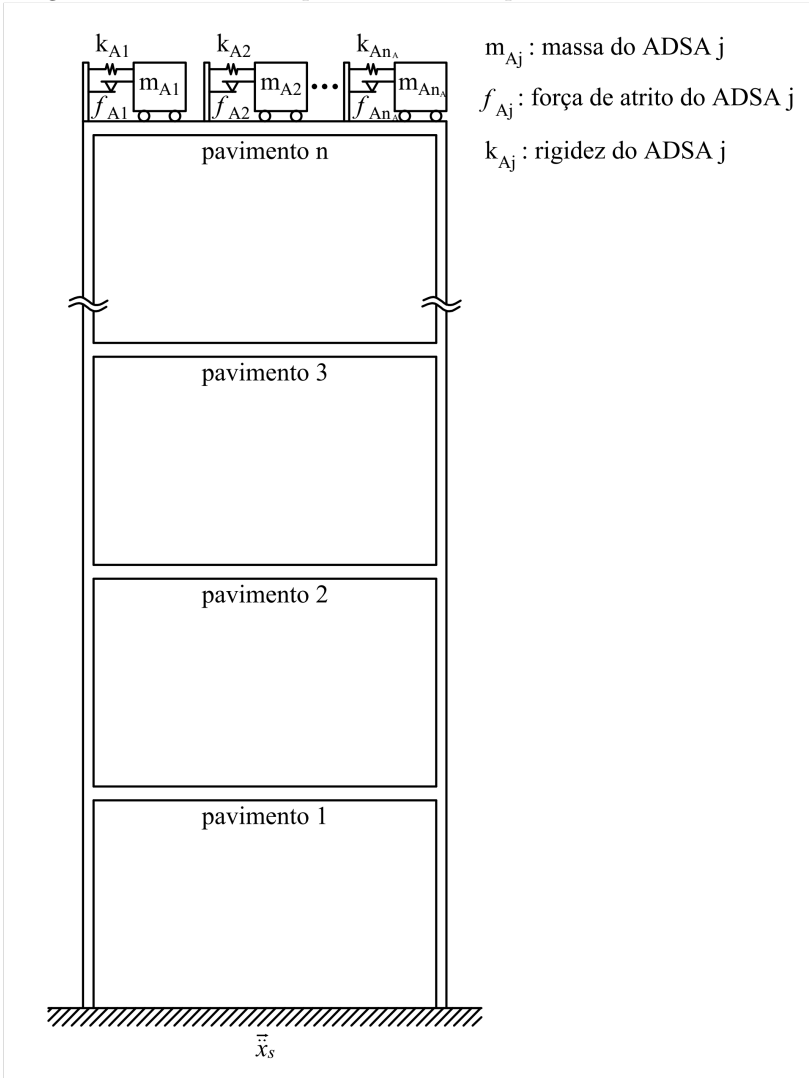 k_A1 k_A2 k_An_A
m_A1 m_A2 ••• m_An_A
f_A1 f_A2 f_An_A
m_Aj : massa do ADSA j
f_Aj : força de atrito do ADSA j
k_Aj : rigidez do ADSA j
pavimento n
pavimento 3
pavimento 2
pavimento 1
ẍ⃗_s